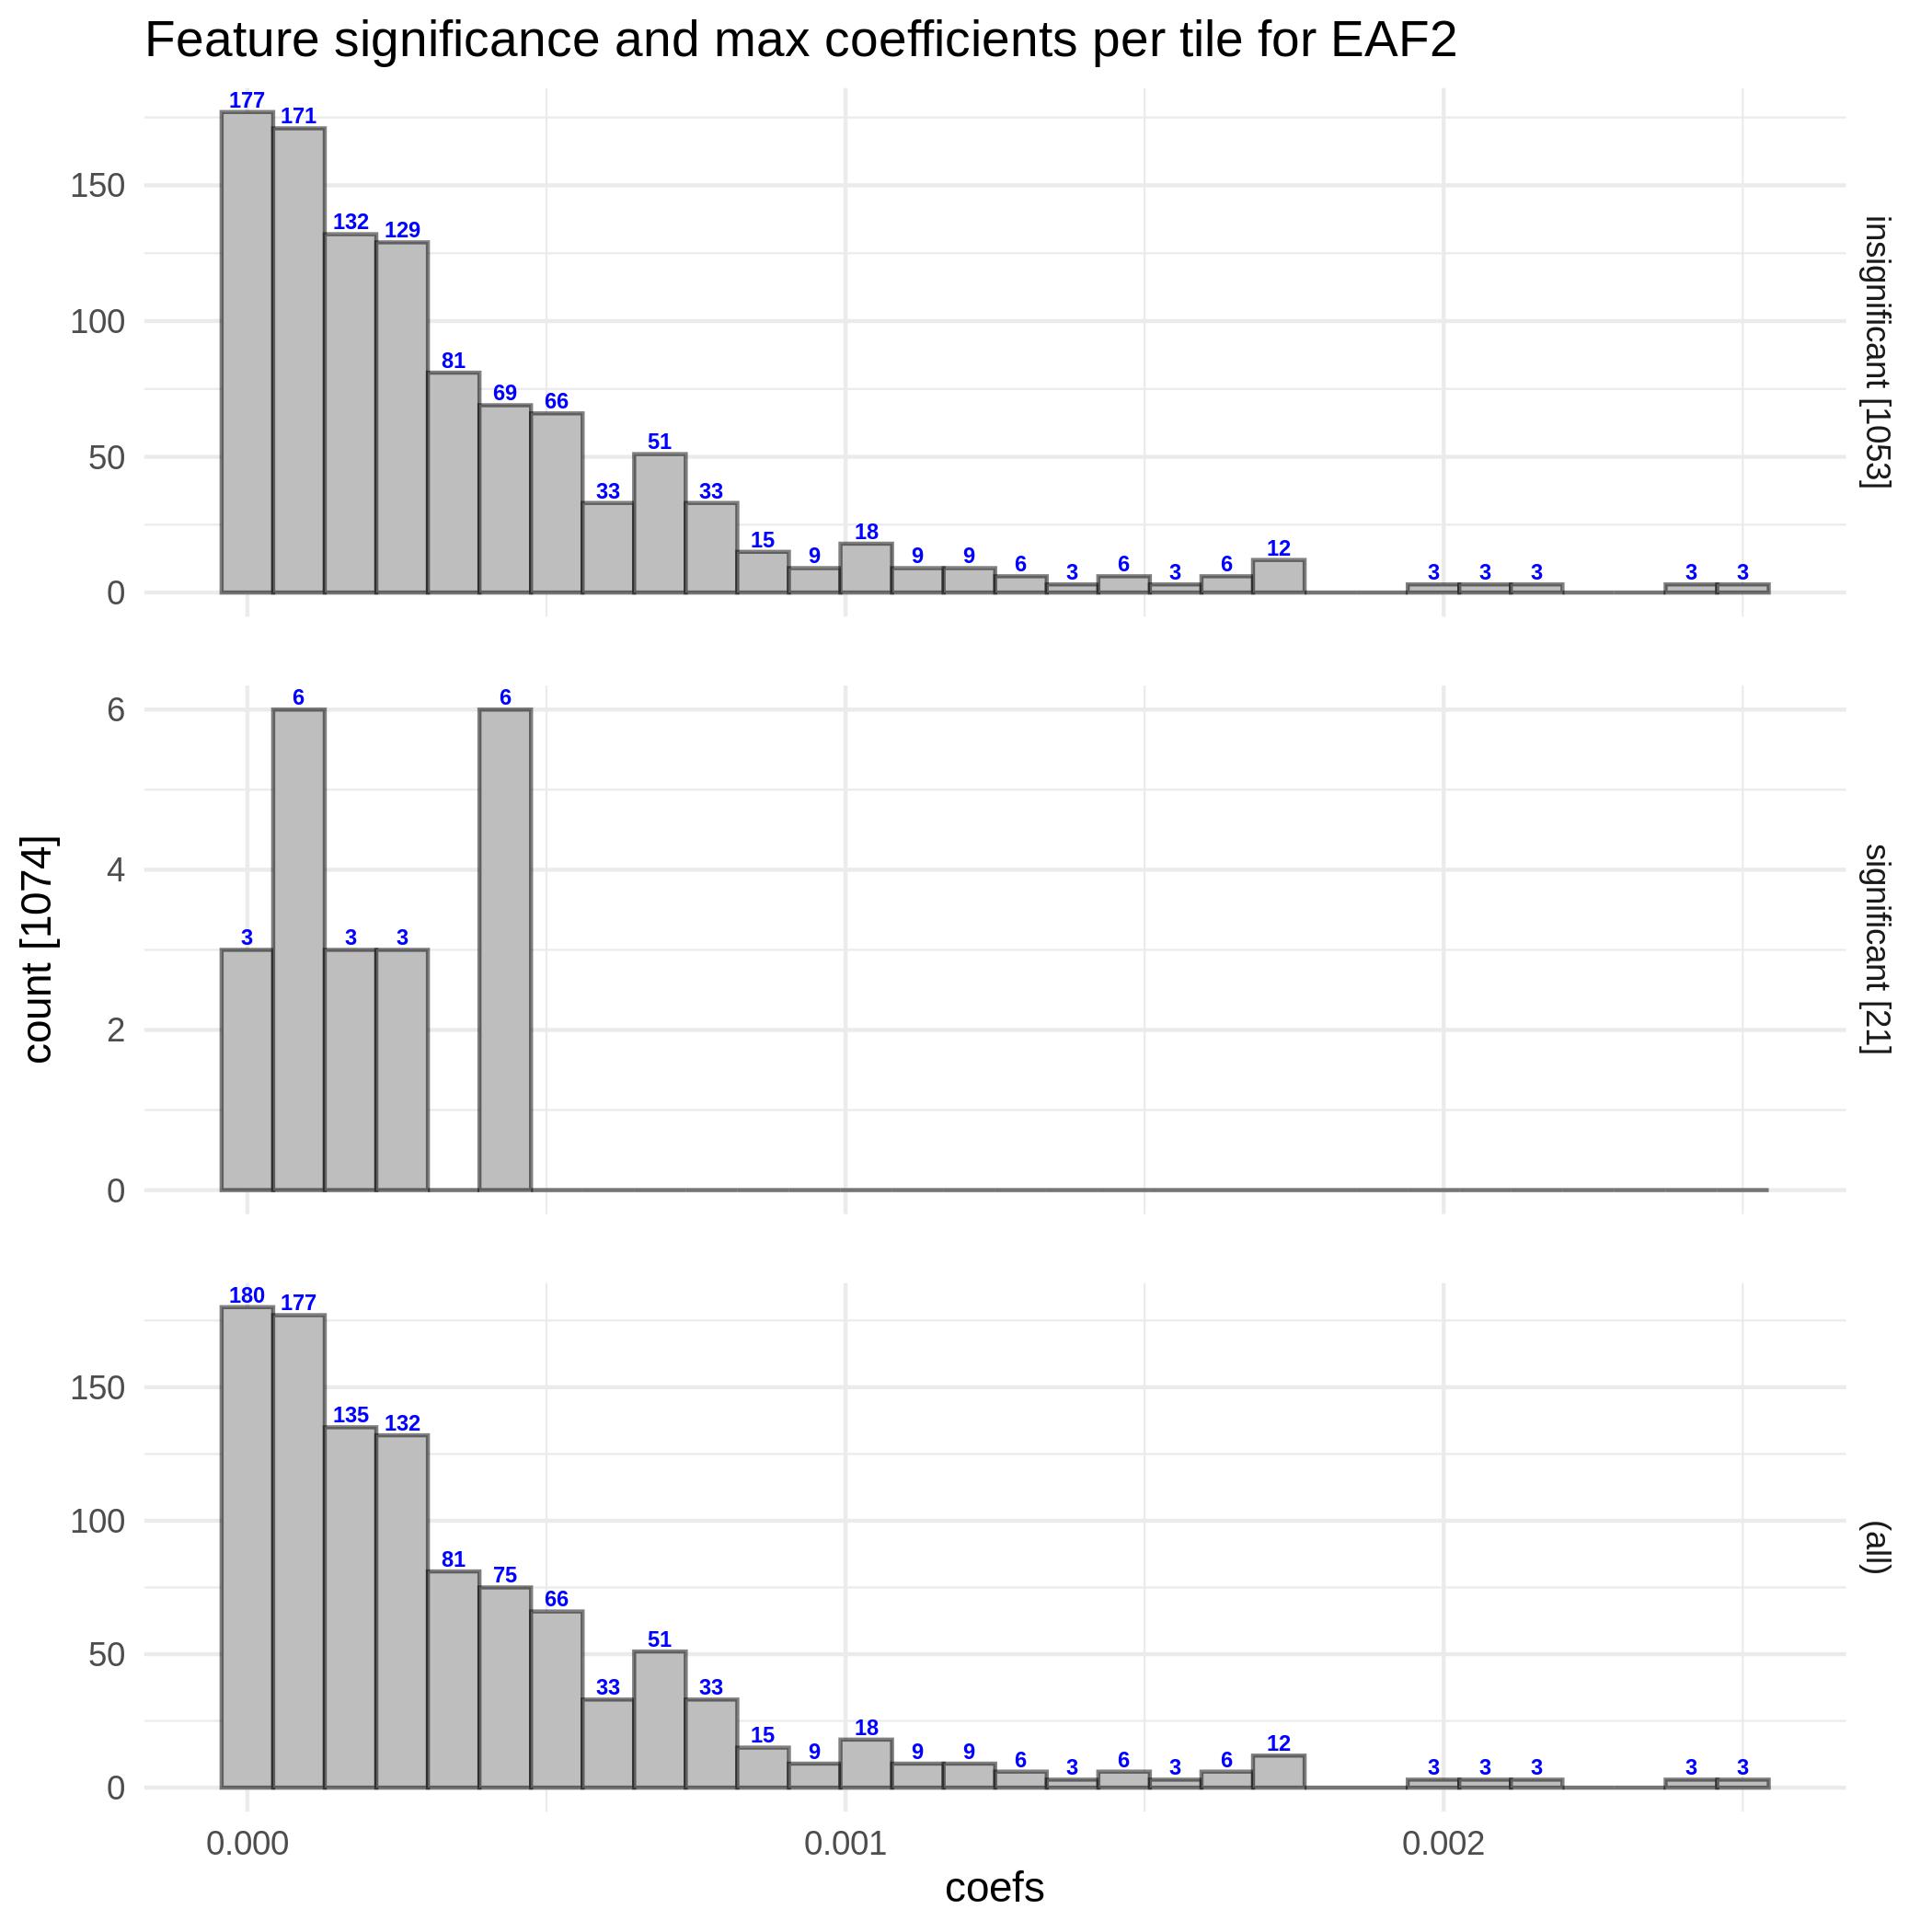 Feature significance and max coefficients per tile for EAF2
177 171 132 129 81 69 66 33 51 33 15 9 18 9 9 6 3 6 3 6 12 3 3 3 3 3
150
100
50
0
insignificant [1053]
6 6
3 3 3
6
4
2
0
significant [21]
count [1074]
180 177 135 132 81 75 66 33 51 33 15 9 18 9 9 6 3 6 3 6 12 3 3 3 3 3
150
100
50
0
(all)
0.000 0.001 0.002
coefs